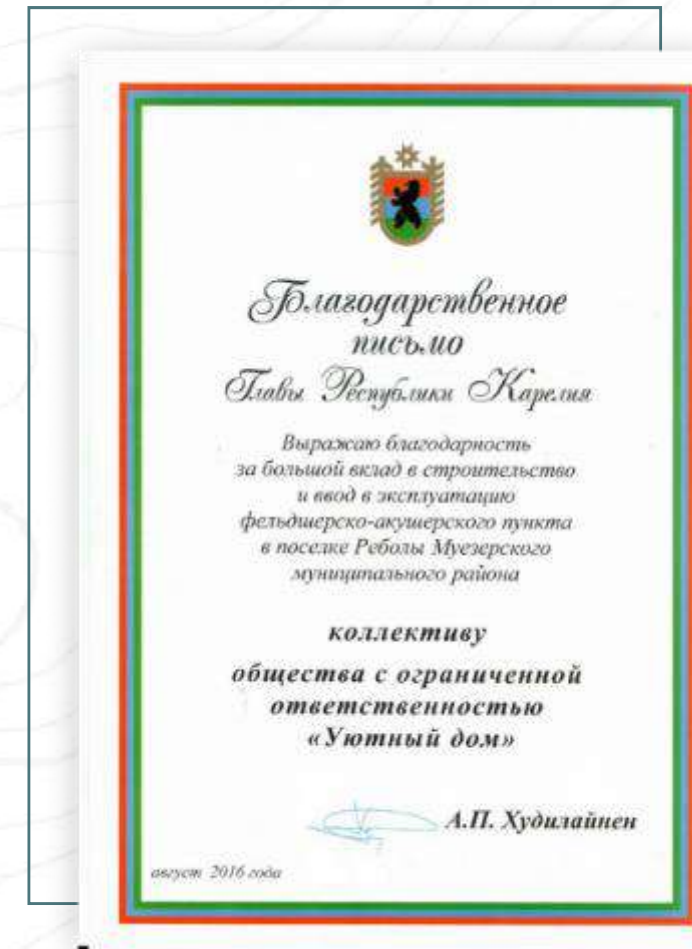 Благодарственное
письмо
Главы Республики Карелия
Выражаю благодарность
за большой вклад в строительство
и ввод в эксплуатацию
фельдшерско-акушерского пункта
в поселке Реболы Муезерского
муниципального района
коллективу
общества с ограниченной
ответственностью
«Уютный дом»
А.П. Худилайнен
август 2016 года